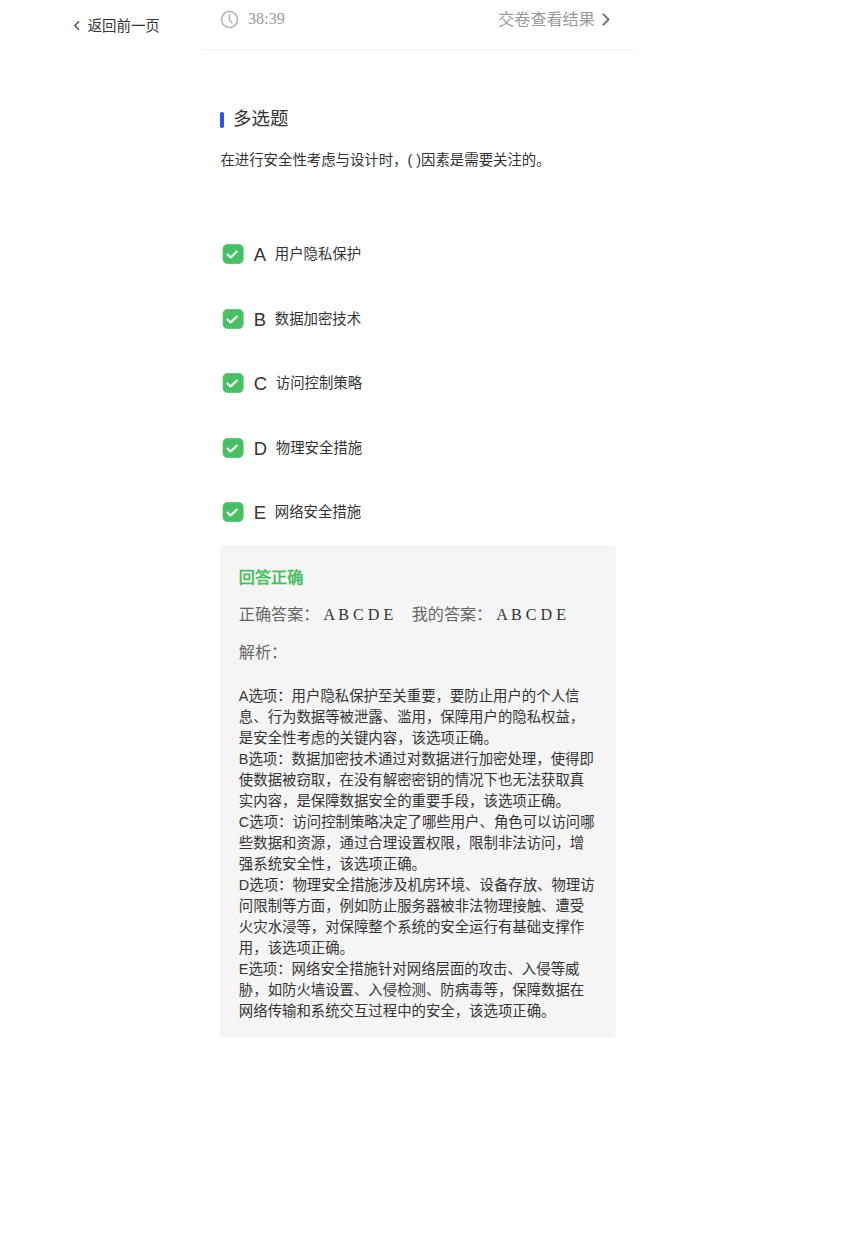 返回前一页
38:39
交卷查看结果
多选题
在进行安全性考虑与设计时，( )因素是需要关注的。
A 用户隐私保护
B 数据加密技术
C 访问控制策略
D 物理安全措施
E 网络安全措施
回答正确
正确答案： A B C D E 我的答案： A B C D E
解析：
A选项：用户隐私保护至关重要，要防止用户的个人信
息、行为数据等被泄露、滥用，保障用户的隐私权益，
是安全性考虑的关键内容，该选项正确。
B选项：数据加密技术通过对数据进行加密处理，使得即
使数据被窃取，在没有解密密钥的情况下也无法获取真
实内容，是保障数据安全的重要手段，该选项正确。
C选项：访问控制策略决定了哪些用户、角色可以访问哪
些数据和资源，通过合理设置权限，限制非法访问，增
强系统安全性，该选项正确。
D选项：物理安全措施涉及机房环境、设备存放、物理访
问限制等方面，例如防止服务器被非法物理接触、遭受
火灾水浸等，对保障整个系统的安全运行有基础支撑作
用，该选项正确。
E选项：网络安全措施针对网络层面的攻击、入侵等威
胁，如防火墙设置、入侵检测、防病毒等，保障数据在
网络传输和系统交互过程中的安全，该选项正确。